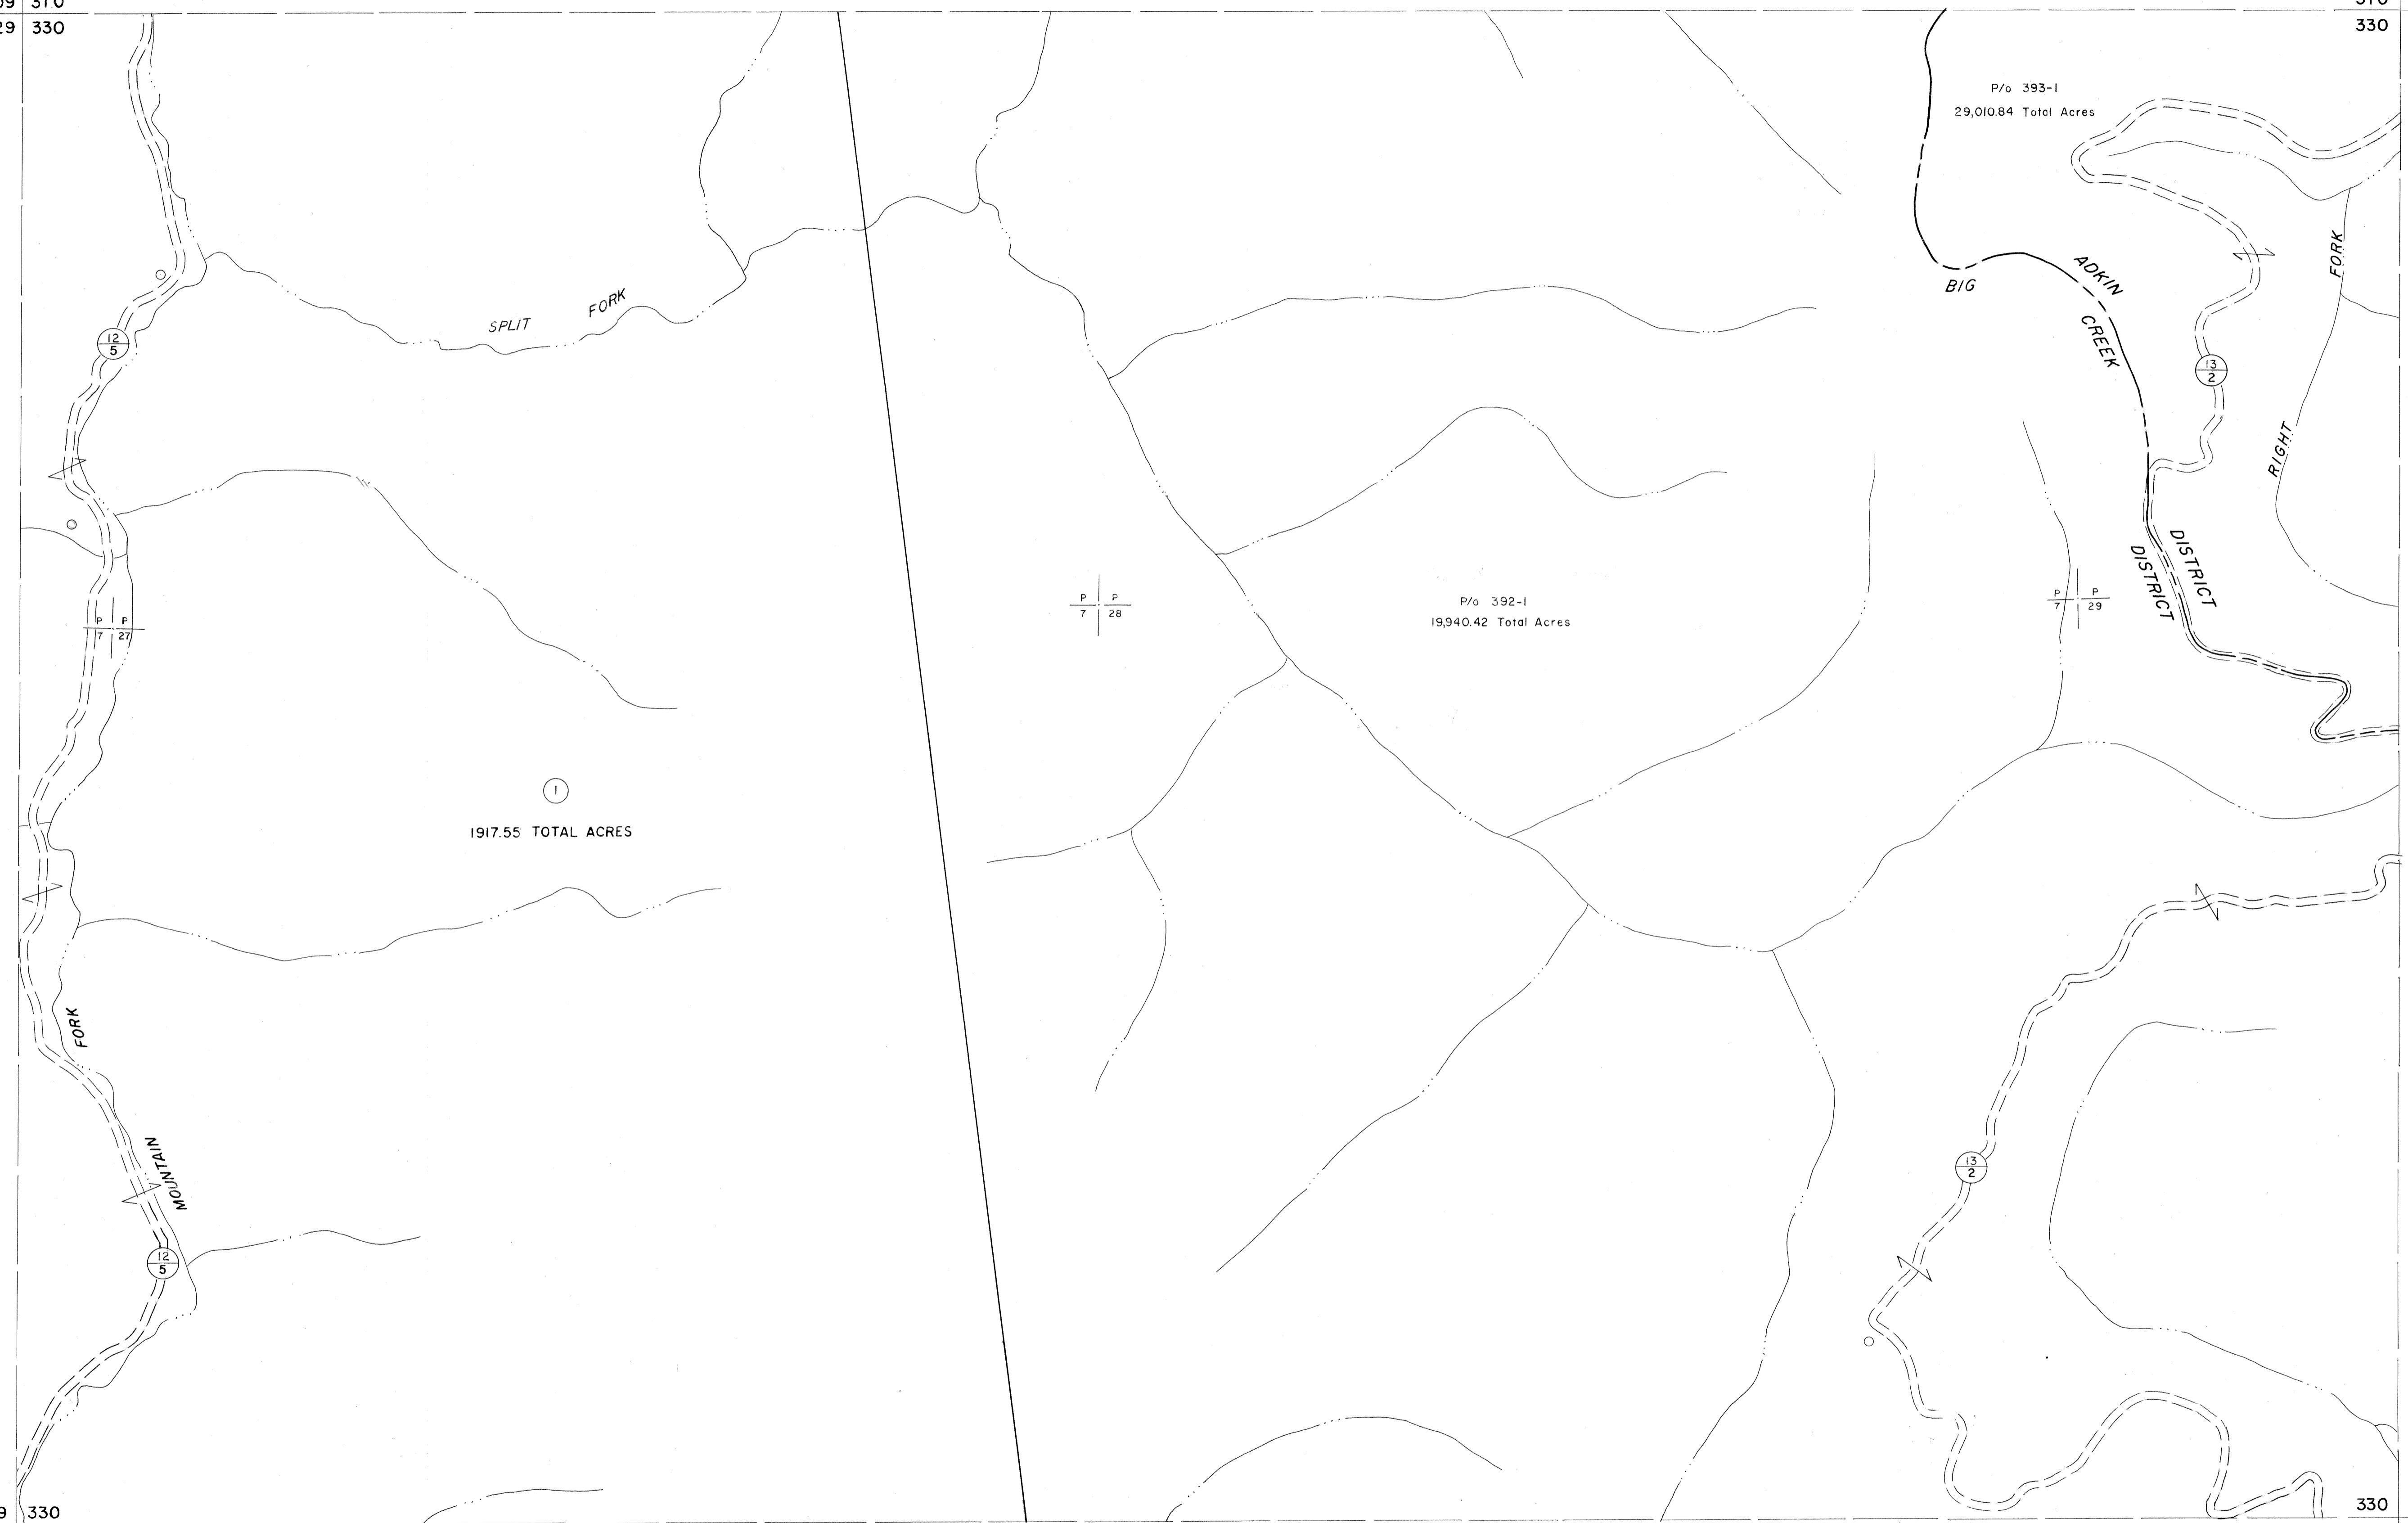 310
330
330
P/o 393-1
29,010.84 Total Acres
ADKIN
BIG
CREEK
FORK
RIGHT
SPLIT FORK
12
5
13
2
DISTRICT
DISTRICT
P P
7 27
P P
7 28
P/o 392-1
19,940.42 Total Acres
P P
7 29
1
1917.55 TOTAL ACRES
FORK
MOUNTAIN
12
5
13
2
330
330